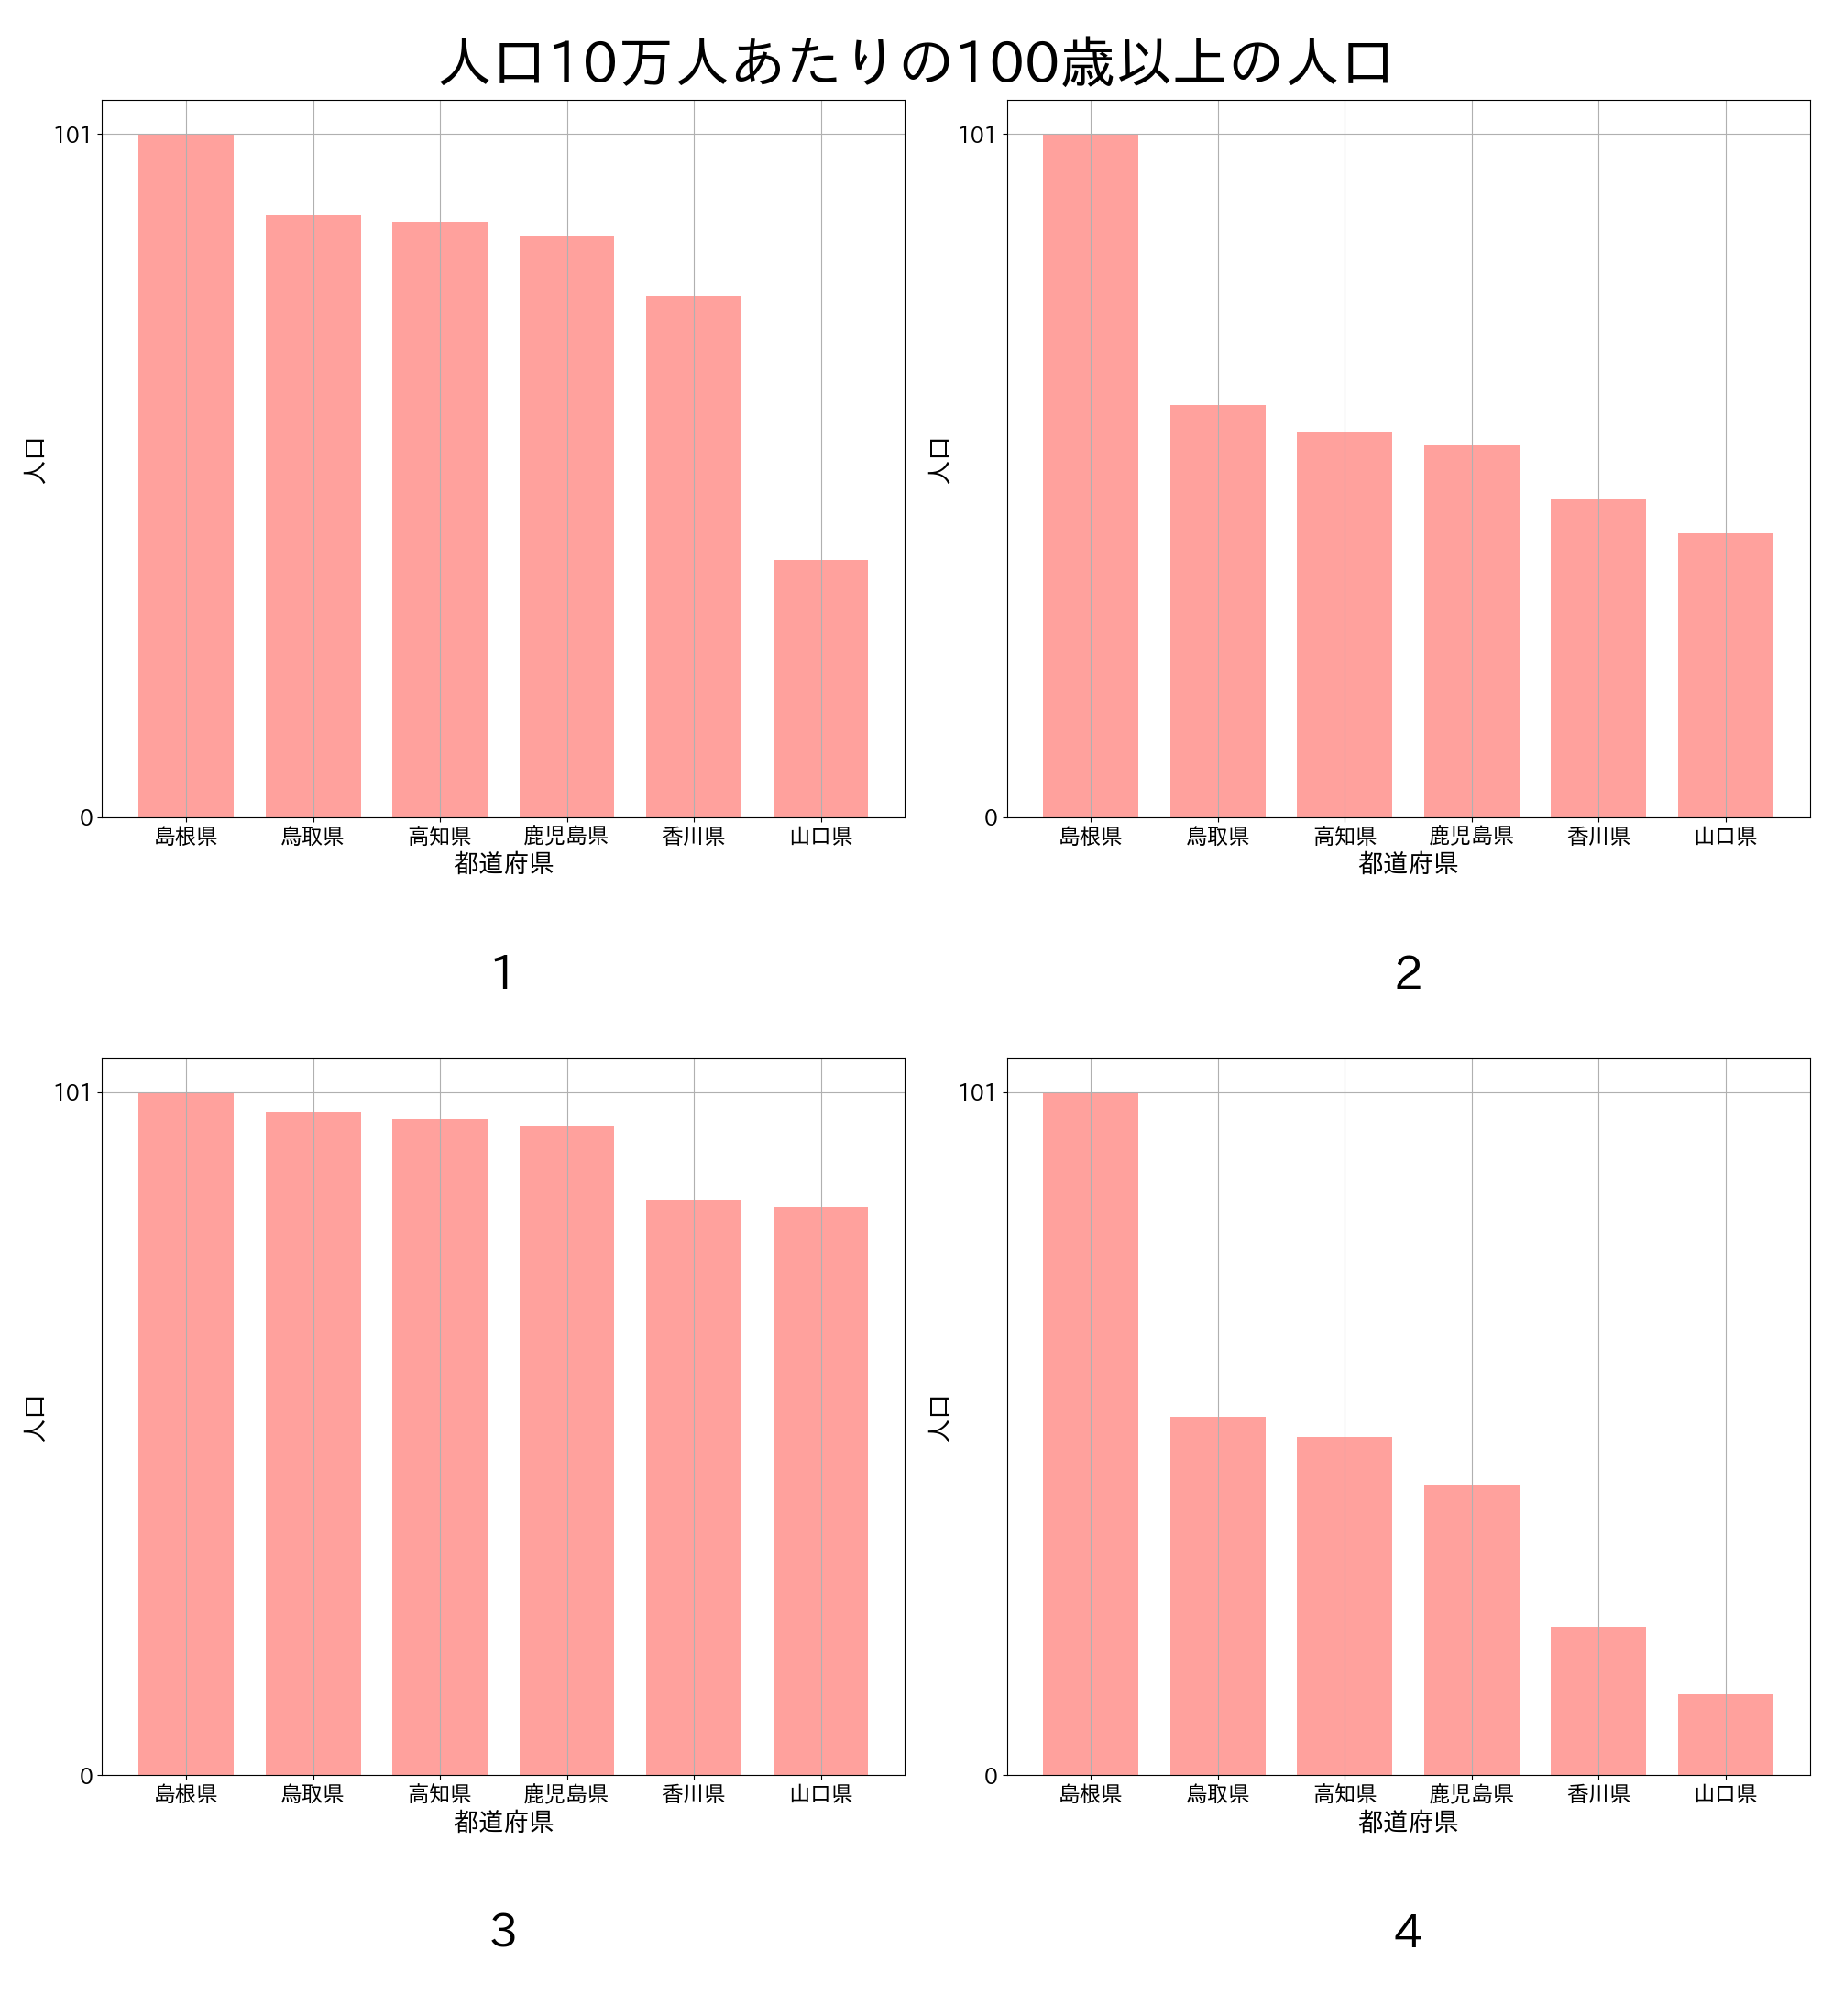 人口10万人あたりの100歳以上の人口
101
0
人口
島根県 鳥取県 高知県 鹿児島県 香川県 山口県
都道府県
1
101
0
人口
島根県 鳥取県 高知県 鹿児島県 香川県 山口県
都道府県
2
101
0
人口
島根県 鳥取県 高知県 鹿児島県 香川県 山口県
都道府県
3
101
0
人口
島根県 鳥取県 高知県 鹿児島県 香川県 山口県
都道府県
4